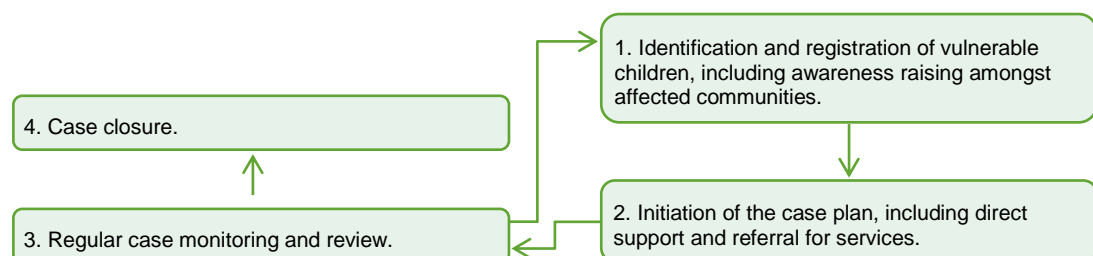 1. Identification and registration of vulnerable
children, including awareness raising amongst
affected communities.
2. Initiation of the case plan, including direct
support and referral for services.
3. Regular case monitoring and review.
4. Case closure.